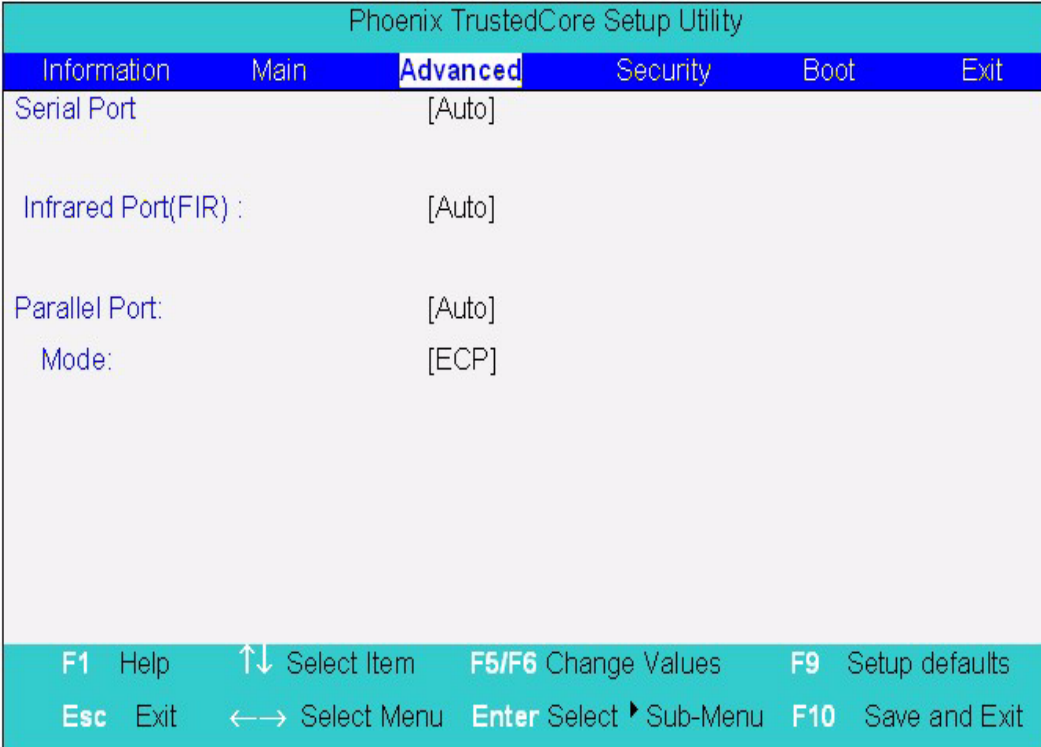 Phoenix TrustedCore Setup Utility
Information Main Advanced Security Boot Exit
Serial Port [Auto]
Infrared Port(FIR) : [Auto]
Parallel Port: [Auto]
Mode: [ECP]
F1 Help ↑↓ Select Item F5/F6 Change Values F9 Setup defaults
Esc Exit ←→ Select Menu Enter Select ▶ Sub-Menu F10 Save and Exit